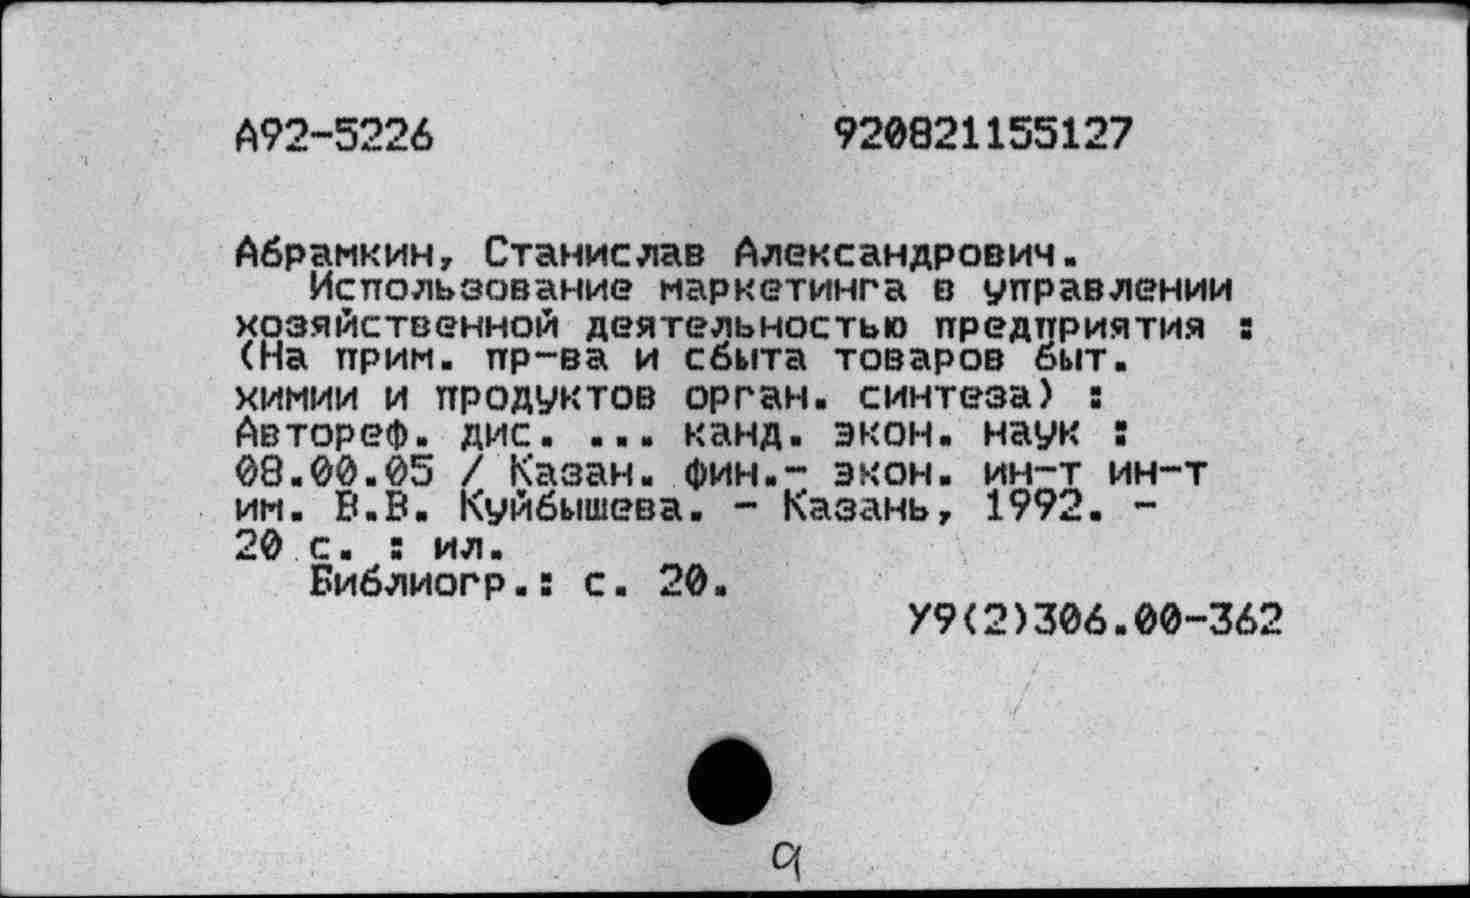 А92-5226 920821155127
Абрамкин, Станислав Александрович.
Использование маркетинга в управлении
хозяйственной деятельностью предприятия :
(На прим. пр-ва и сбыта товаров быт.
химии и продуктов орган. синтеза) :
Автореф. дис. ... канд. экон. наук :
08.00.05 / Казан. фин.- экон. ин-т ин-т
им. В.В. Куйбышева. - Казань, 1992. -
20 с. : ил.
Библиогр.: с. 20.
У9(2)306.00-362